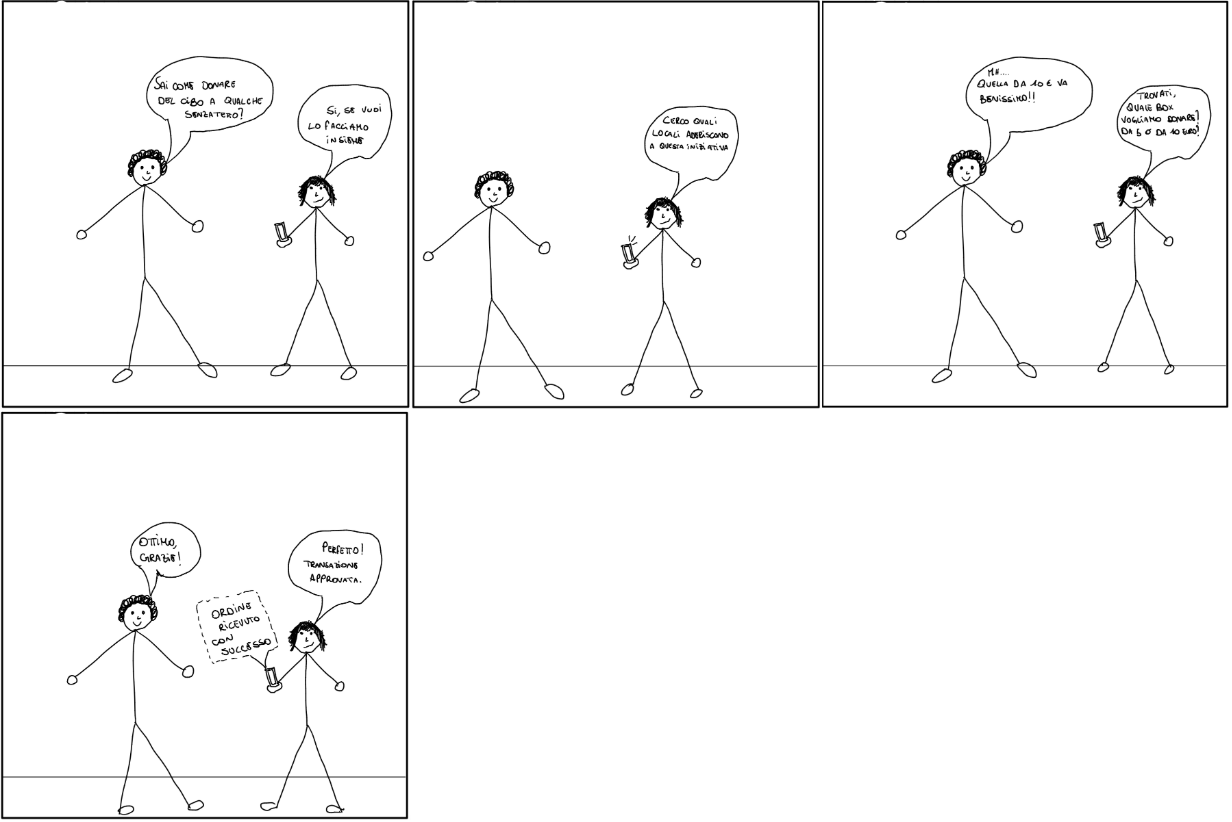 SAI COME DONARE
DEL CIBO A QUALCHE
SENZATETO?
SI, SE VUOI
LO FACCIAMO
INSIEME
CERCO QUALI
LOCALI ADERISCONO
A QUESTA INIZIATIVA
MH....
QUELLA DA 10 € VA
BENISSIMO!!
TROVATI,
QUALE BOX
VOGLIAMO DONARE?
DA 5 O DA 10 EURO?
OTTIMO,
GRAZIE!
ORDINE
RICEVUTO
CON
SUCCESSO
PERFETTO!
TRANSAZIONE
APPROVATA.